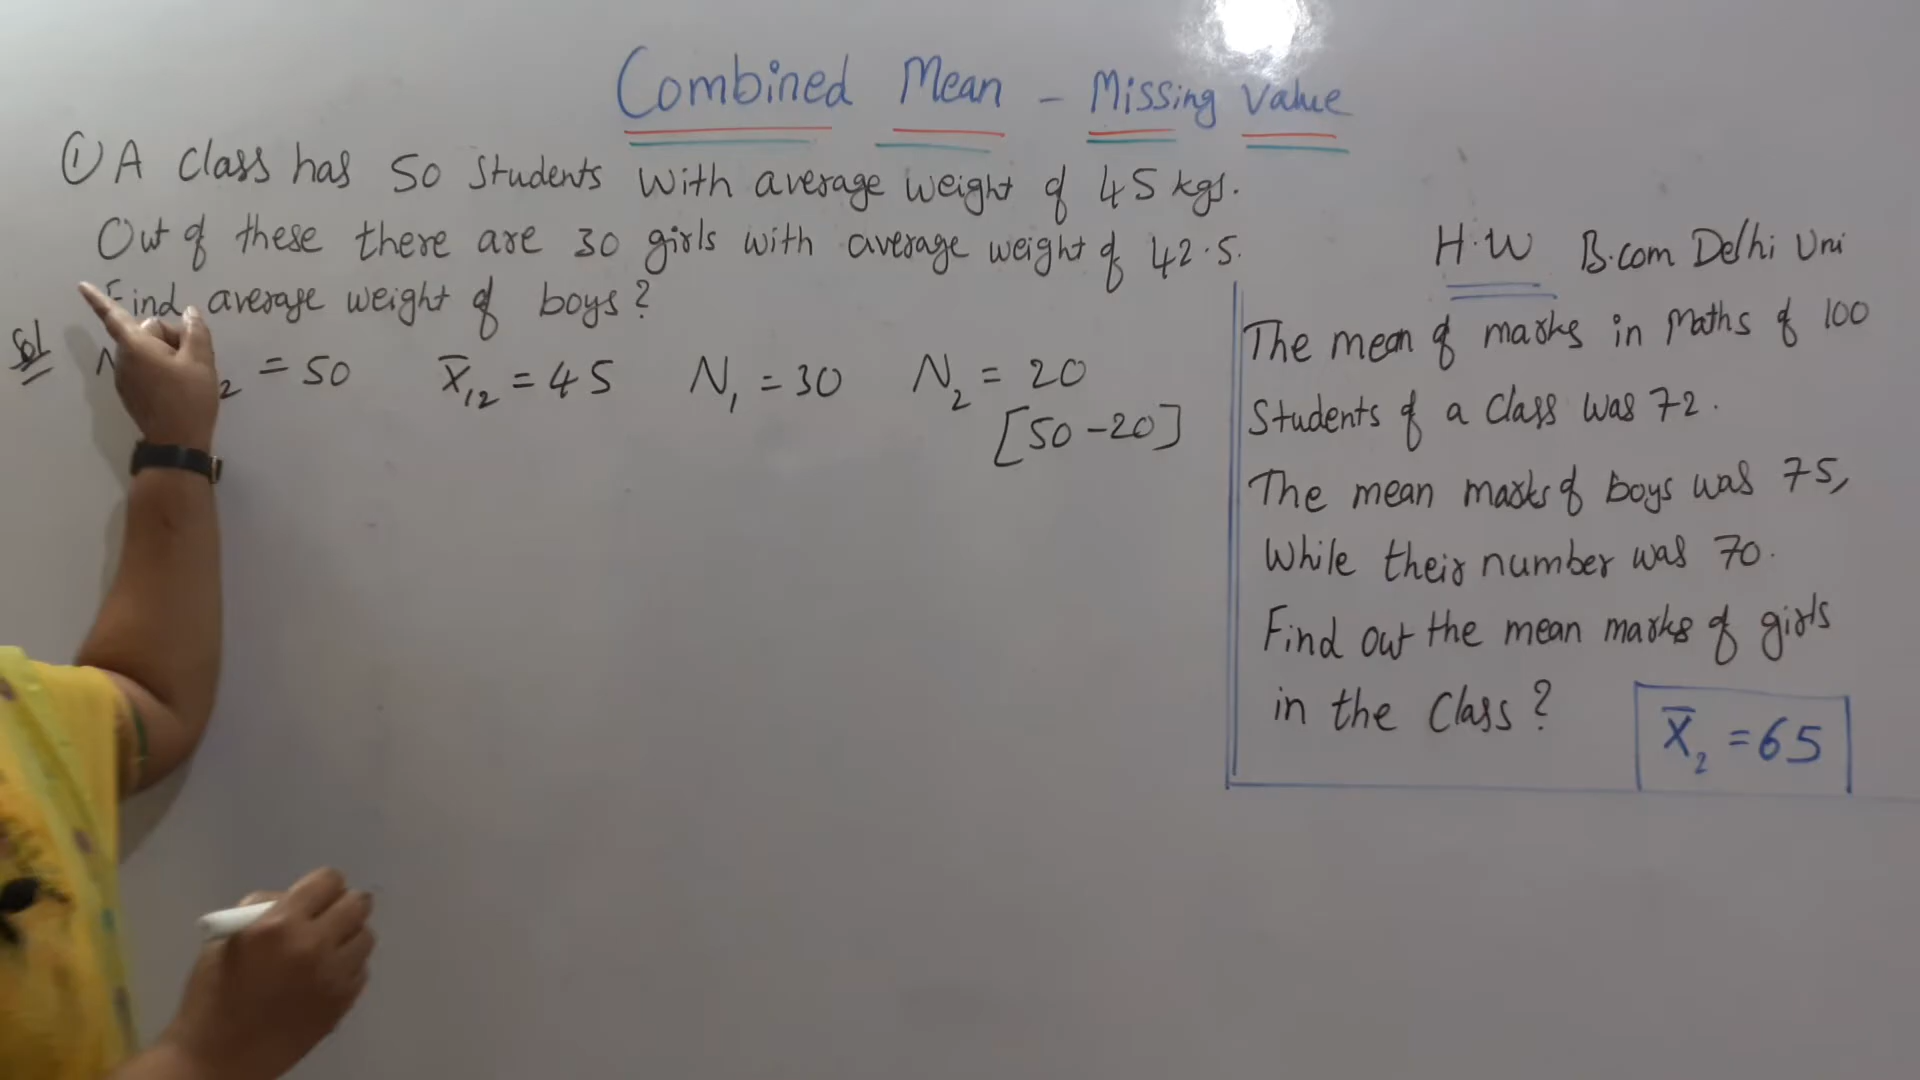 Combined Mean - Missing Value
① A class has 50 students with average weight of 45 kgs.
Out of these there are 30 girls with average weight of 42.5.
Find average weight of boys?
Sol
2 = 50 X̄₁₂ = 45 N₁ = 30 N₂ = 20
[50-20]
H.W B.com Delhi Uni
The mean of marks in Maths of 100
Students of a class was 72.
The mean marks of boys was 75,
While their number was 70.
Find out the mean marks of girls
in the class?
X̄₂ = 65